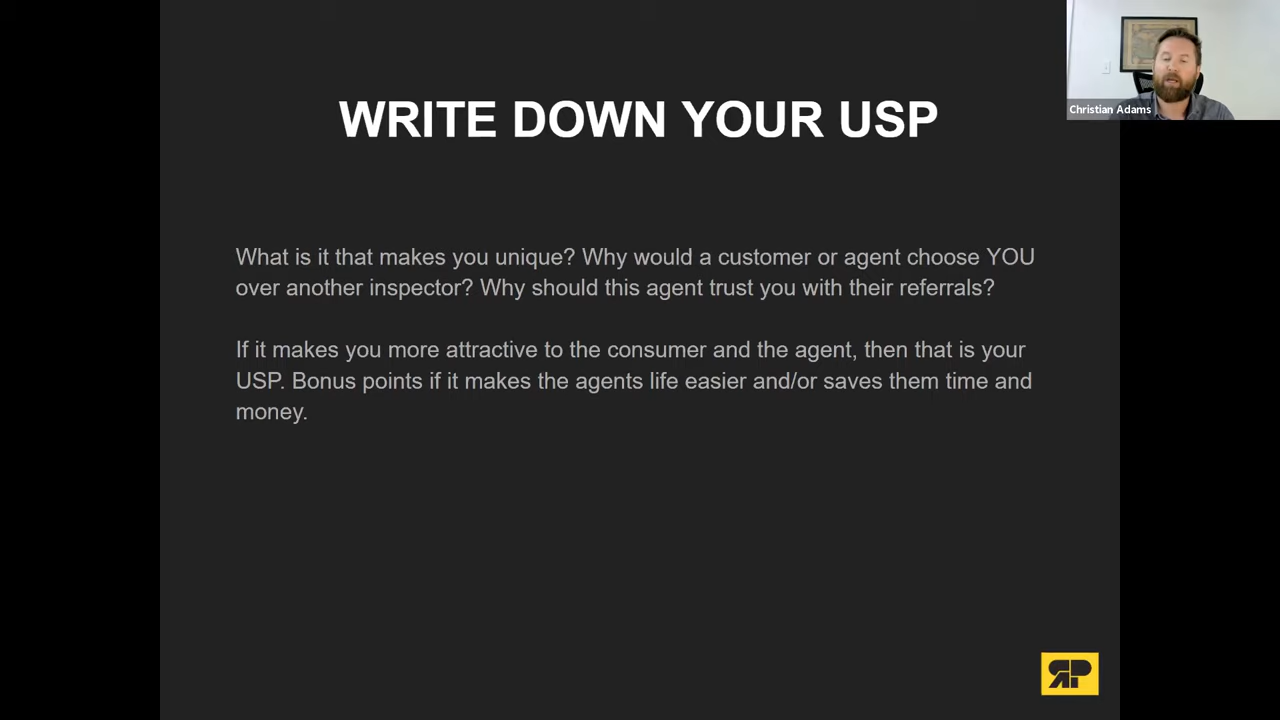 WRITE DOWN YOUR USP
Christian Adams
What is it that makes you unique? Why would a customer or agent choose YOU
over another inspector? Why should this agent trust you with their referrals?
If it makes you more attractive to the consumer and the agent, then that is your
USP. Bonus points if it makes the agents life easier and/or saves them time and
money.